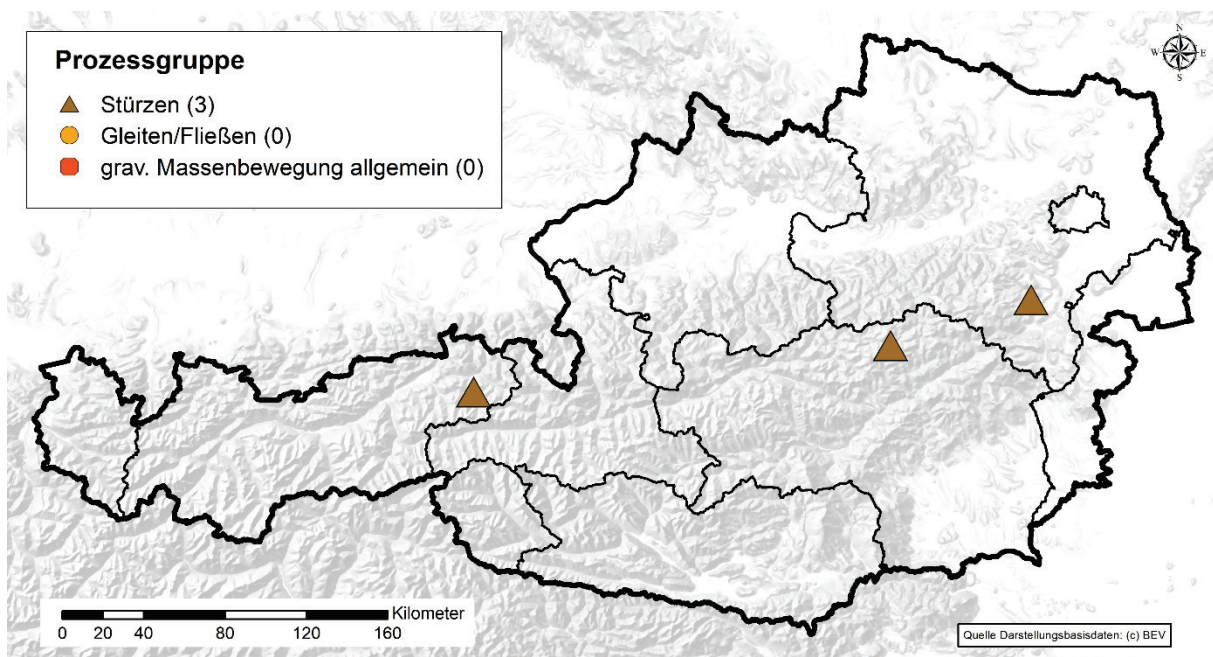 Prozessgruppe
Stürzen (3)
Gleiten/Fließen (0)
grav. Massenbewegung allgemein (0)
N
W E
S
Kilometer
0 20 40 80 120 160
Quelle Darstellungsbasisdaten: (c) BEV